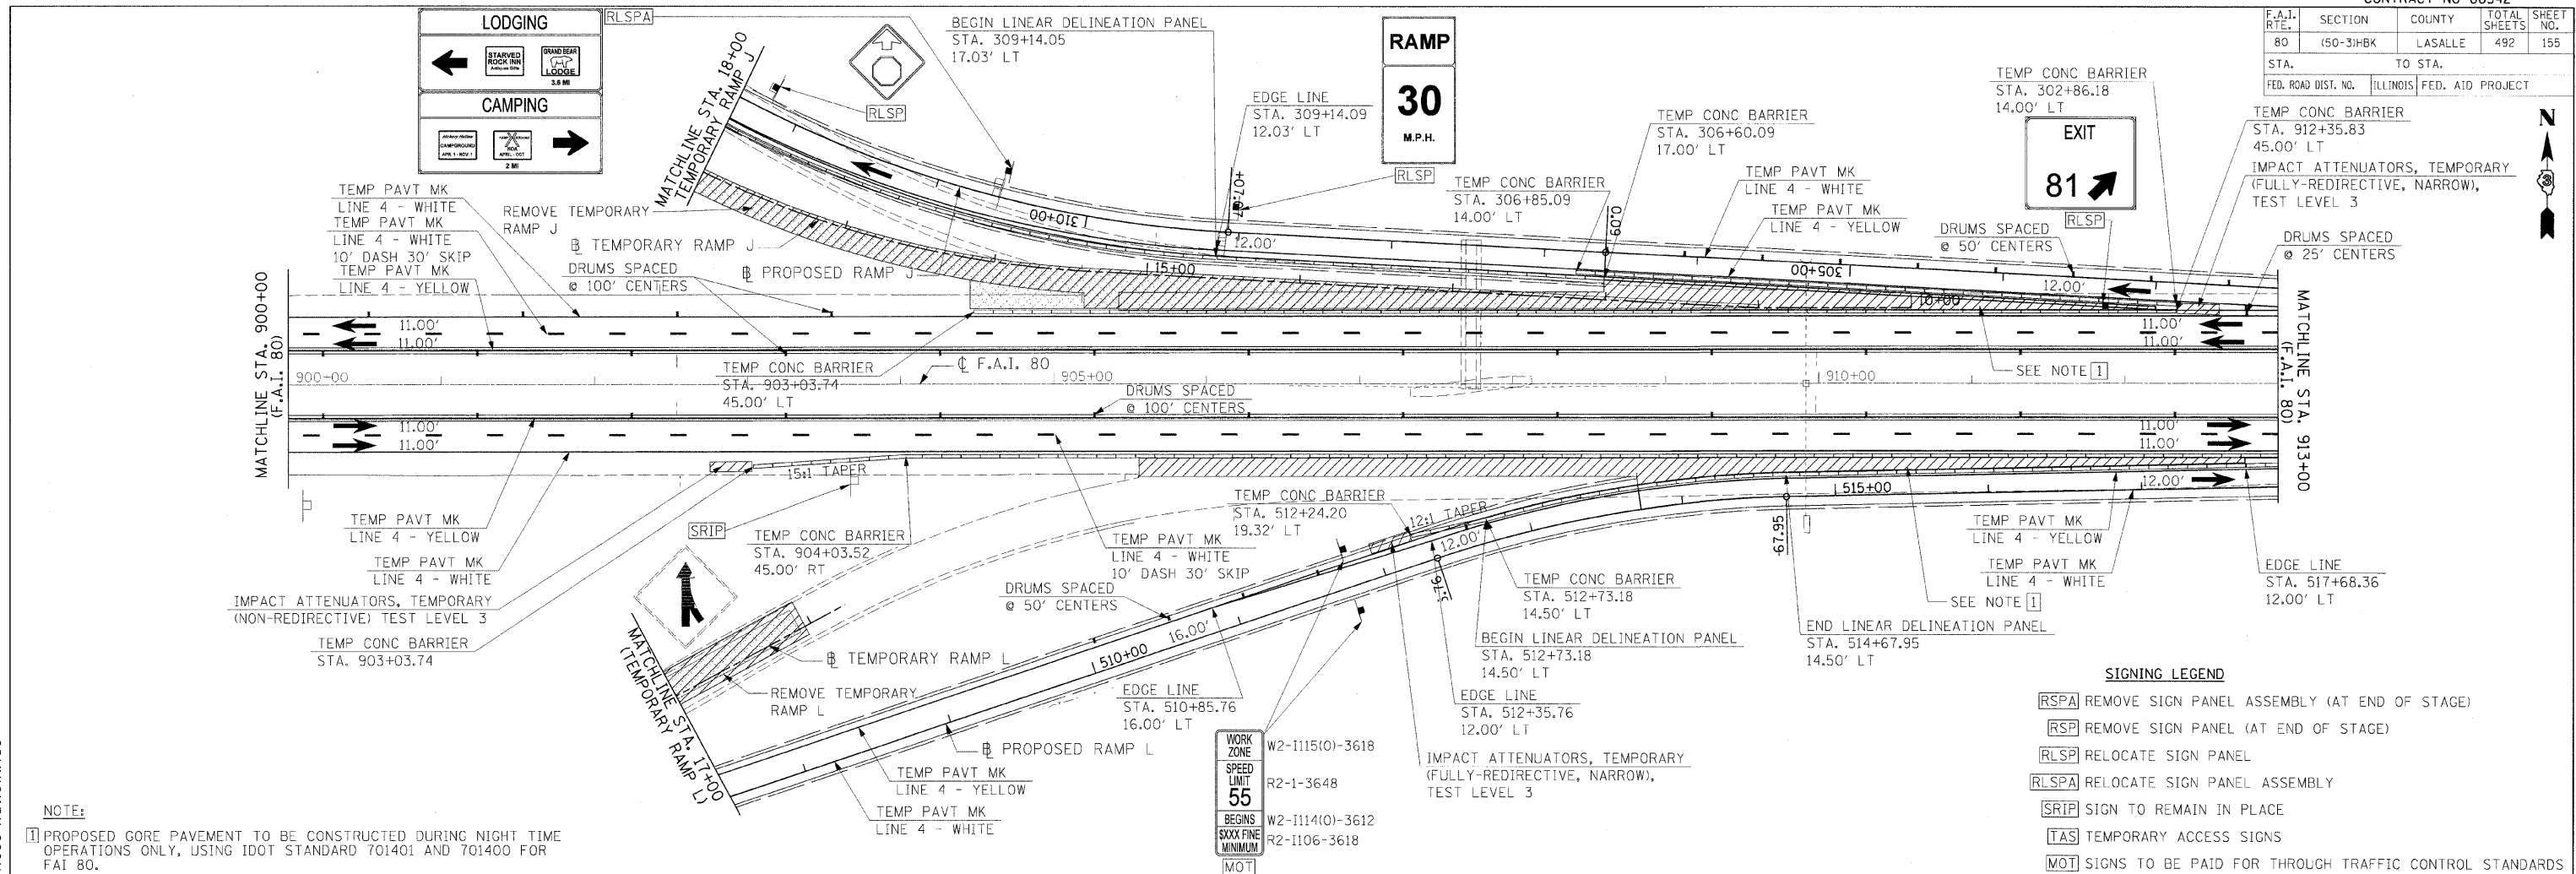 F.A.I. RTE. SECTION COUNTY TOTAL SHEETS SHEET NO.
80 (50-3)HBK LASALLE 492 155
STA. TO STA.
FED. ROAD DIST. NO. ILLINOIS FED. AID PROJECT
N
LODGING
STARVED ROCK INN
GRAND BEAR LODGE
3.6 MI
CAMPING
CAMPGROUND
2 MI
RLSPA
RLSP
BEGIN LINEAR DELINEATION PANEL
STA. 309+14.05
17.03' LT
EDGE LINE
STA. 309+14.09
12.03' LT
RAMP
30
M.P.H.
RLSP
TEMP CONC BARRIER
STA. 306+60.09
17.00' LT
TEMP CONC BARRIER
STA. 306+85.09
14.00' LT
TEMP PAVT MK
LINE 4 - WHITE
TEMP PAVT MK
LINE 4 - YELLOW
TEMP CONC BARRIER
STA. 302+86.18
14.00' LT
EXIT
81
RLSP
TEMP CONC BARRIER
STA. 912+35.83
45.00' LT
IMPACT ATTENUATORS, TEMPORARY
(FULLY-REDIRECTIVE, NARROW),
TEST LEVEL 3
DRUMS SPACED
@ 50' CENTERS
DRUMS SPACED
@ 25' CENTERS
MATCHLINE STA. 18+00
TEMPORARY RAMP J
TEMP PAVT MK
LINE 4 - WHITE
TEMP PAVT MK
LINE 4 - WHITE
10' DASH 30' SKIP
TEMP PAVT MK
LINE 4 - YELLOW
REMOVE TEMPORARY
RAMP J
℄ TEMPORARY RAMP J
℄ PROPOSED RAMP J
DRUMS SPACED
@ 100' CENTERS
310+00
+07.67
12.00'
0.09
15+00
305+00
12.00'
10+00
MATCHLINE STA. 900+00
(F.A.I. 80)
11.00'
11.00'
11.00'
11.00'
MATCHLINE STA. 913+00
(F.A.I. 80)
900+00
TEMP CONC BARRIER
STA. 903+03.74
45.00' LT
℄ F.A.I. 80
905+00
DRUMS SPACED
@ 100' CENTERS
910+00
SEE NOTE 1
11.00'
11.00'
11.00'
11.00'
15:1 TAPER
TEMP PAVT MK
LINE 4 - YELLOW
TEMP PAVT MK
LINE 4 - WHITE
IMPACT ATTENUATORS, TEMPORARY
(NON-REDIRECTIVE) TEST LEVEL 3
TEMP CONC BARRIER
STA. 903+03.74
SRIP
TEMP CONC BARRIER
STA. 904+03.52
45.00' RT
TEMP PAVT MK
LINE 4 - WHITE
10' DASH 30' SKIP
TEMP CONC BARRIER
STA. 512+24.20
19.32' LT
12:1 TAPER
12.00'
515+00
12.00'
-67.95
DRUMS SPACED
@ 50' CENTERS
TEMP CONC BARRIER
STA. 512+73.18
14.50' LT
BEGIN LINEAR DELINEATION PANEL
STA. 512+73.18
14.50' LT
END LINEAR DELINEATION PANEL
STA. 514+67.95
14.50' LT
TEMP PAVT MK
LINE 4 - YELLOW
TEMP PAVT MK
LINE 4 - WHITE
SEE NOTE 1
EDGE LINE
STA. 517+68.36
12.00' LT
16.00'
510+00
℄ TEMPORARY RAMP L
REMOVE TEMPORARY
RAMP L
MATCHLINE STA. 17+00
(TEMPORARY RAMP L)
EDGE LINE
STA. 510+85.76
16.00' LT
EDGE LINE
STA. 512+35.76
12.00' LT
℄ PROPOSED RAMP L
TEMP PAVT MK
LINE 4 - YELLOW
TEMP PAVT MK
LINE 4 - WHITE
WORK ZONE W2-I115(O)-3618
SPEED LIMIT 55 R2-1-3648
BEGINS W2-I114(O)-3612
$XXX FINE MINIMUM R2-I106-3618
MOT
IMPACT ATTENUATORS, TEMPORARY
(FULLY-REDIRECTIVE, NARROW),
TEST LEVEL 3
SIGNING LEGEND
RSPA REMOVE SIGN PANEL ASSEMBLY (AT END OF STAGE)
RSP REMOVE SIGN PANEL (AT END OF STAGE)
RLSP RELOCATE SIGN PANEL
RLSPA RELOCATE SIGN PANEL ASSEMBLY
SRIP SIGN TO REMAIN IN PLACE
TAS TEMPORARY ACCESS SIGNS
MOT SIGNS TO BE PAID FOR THROUGH TRAFFIC CONTROL STANDARDS
NOTE:
1 PROPOSED GORE PAVEMENT TO BE CONSTRUCTED DURING NIGHT TIME
OPERATIONS ONLY, USING IDOT STANDARD 701401 AND 701400 FOR
FAI 80.